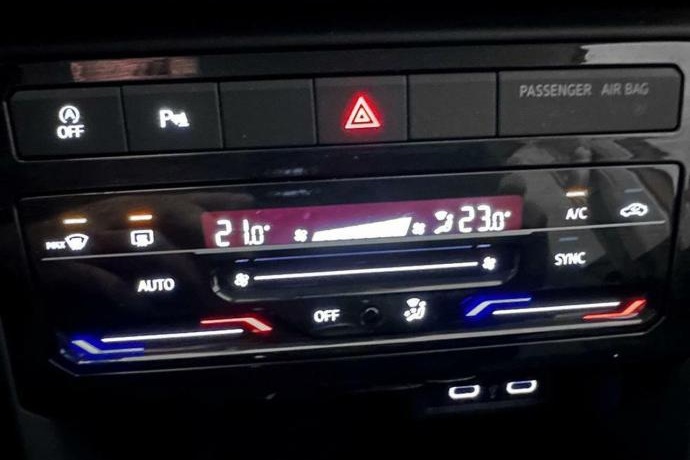 A OFF
P
PASSENGER AIR BAG
21.0° 23.0°
MAX
A/C
AUTO
SYNC
OFF